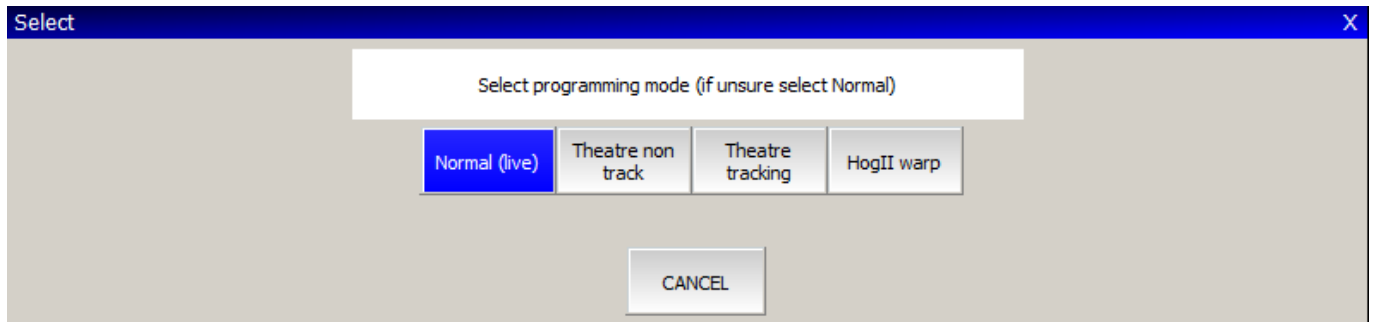 Select X
Select programming mode (if unsure select Normal)
Normal (live)
Theatre non
track
Theatre
tracking
HogII warp
CANCEL